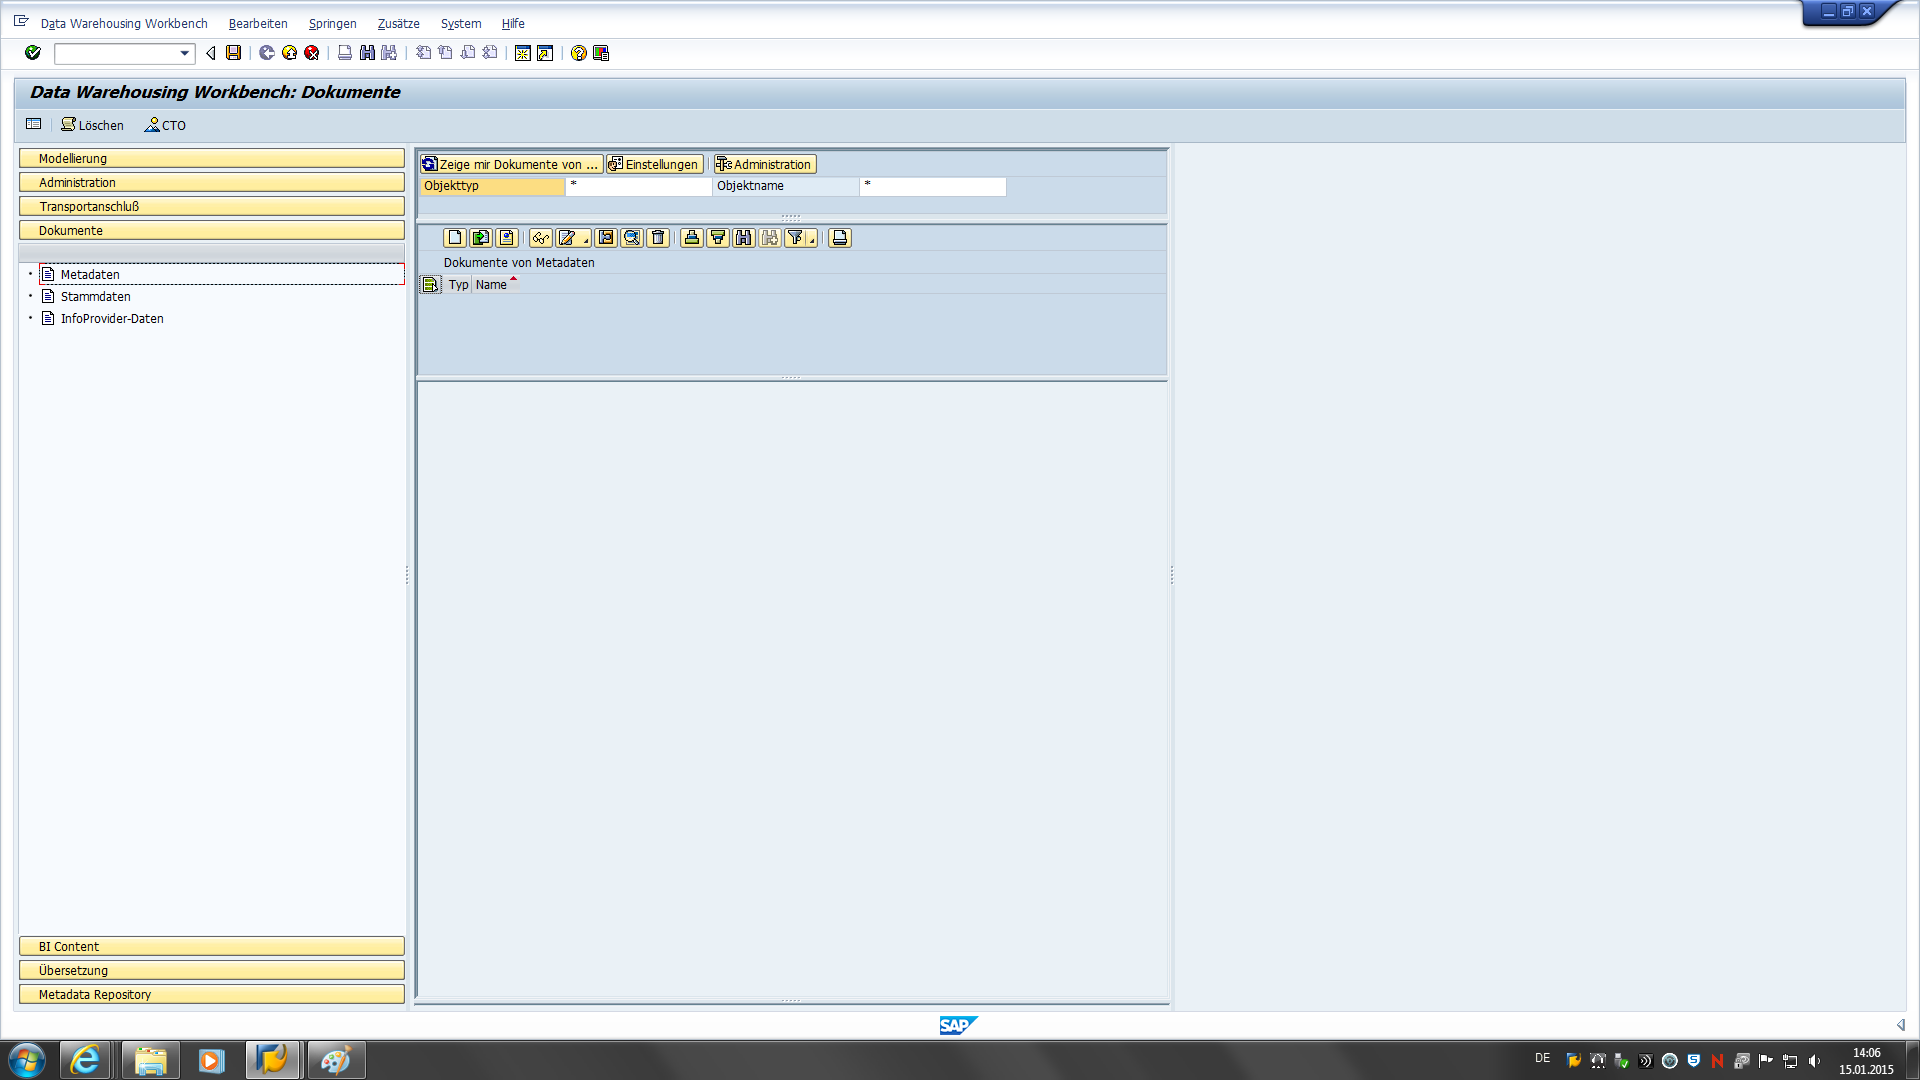 Data Warehousing Workbench Bearbeiten Springen Zusätze System Hilfe
Data Warehousing Workbench: Dokumente
Löschen CTO
Modellierung
Administration
Transportanschluß
Dokumente
Metadaten
Stammdaten
InfoProvider-Daten
BI Content
Übersetzung
Metadata Repository
Zeige mir Dokumente von ... Einstellungen Administration
Objekttyp * Objektname *
Dokumente von Metadaten
Typ Name
SAP
DE
14:06
15.01.2015